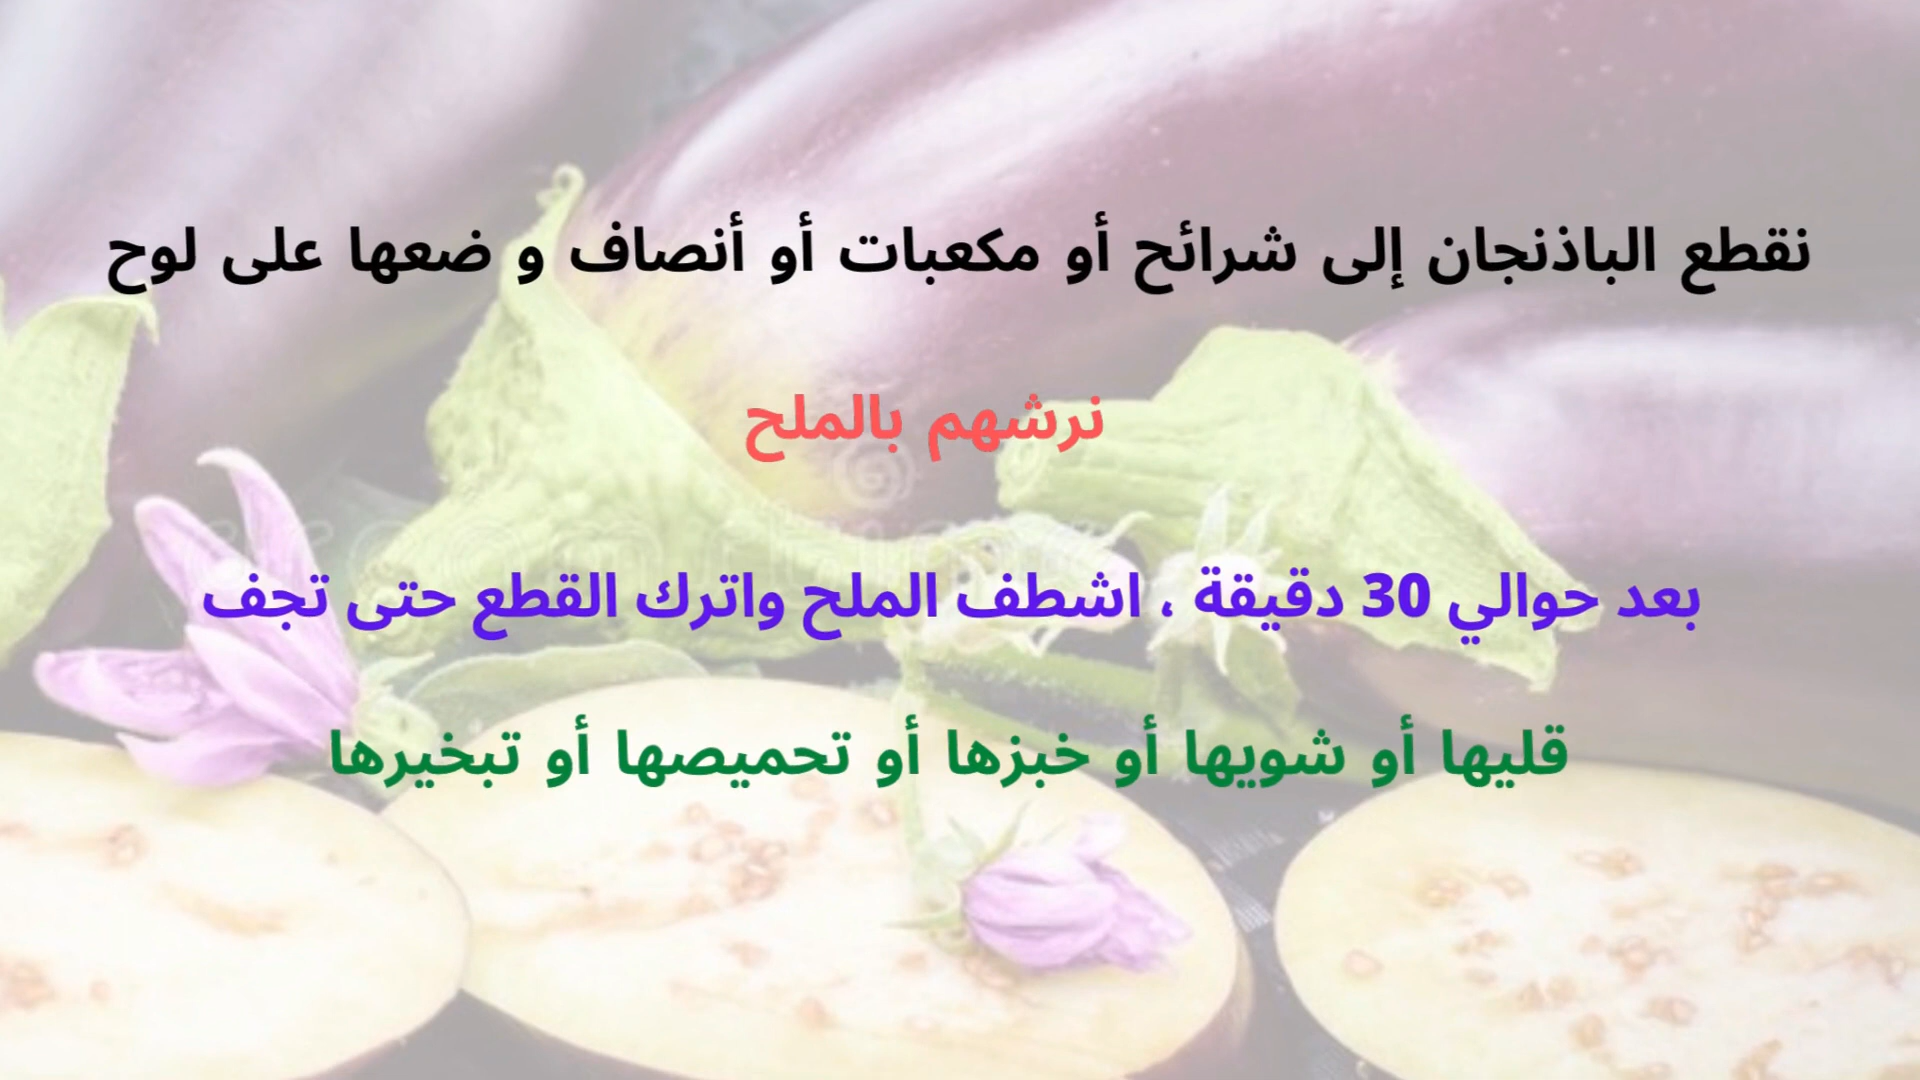 نقطع الباذنجان إلى شرائح أو مكعبات أو أنصاف و ضعها على لوح
نرشهم بالملح
بعد حوالي 30 دقيقة ، اشطف الملح واترك القطع حتى تجف
قليها أو شويها أو خبزها أو تحميصها أو تبخيرها